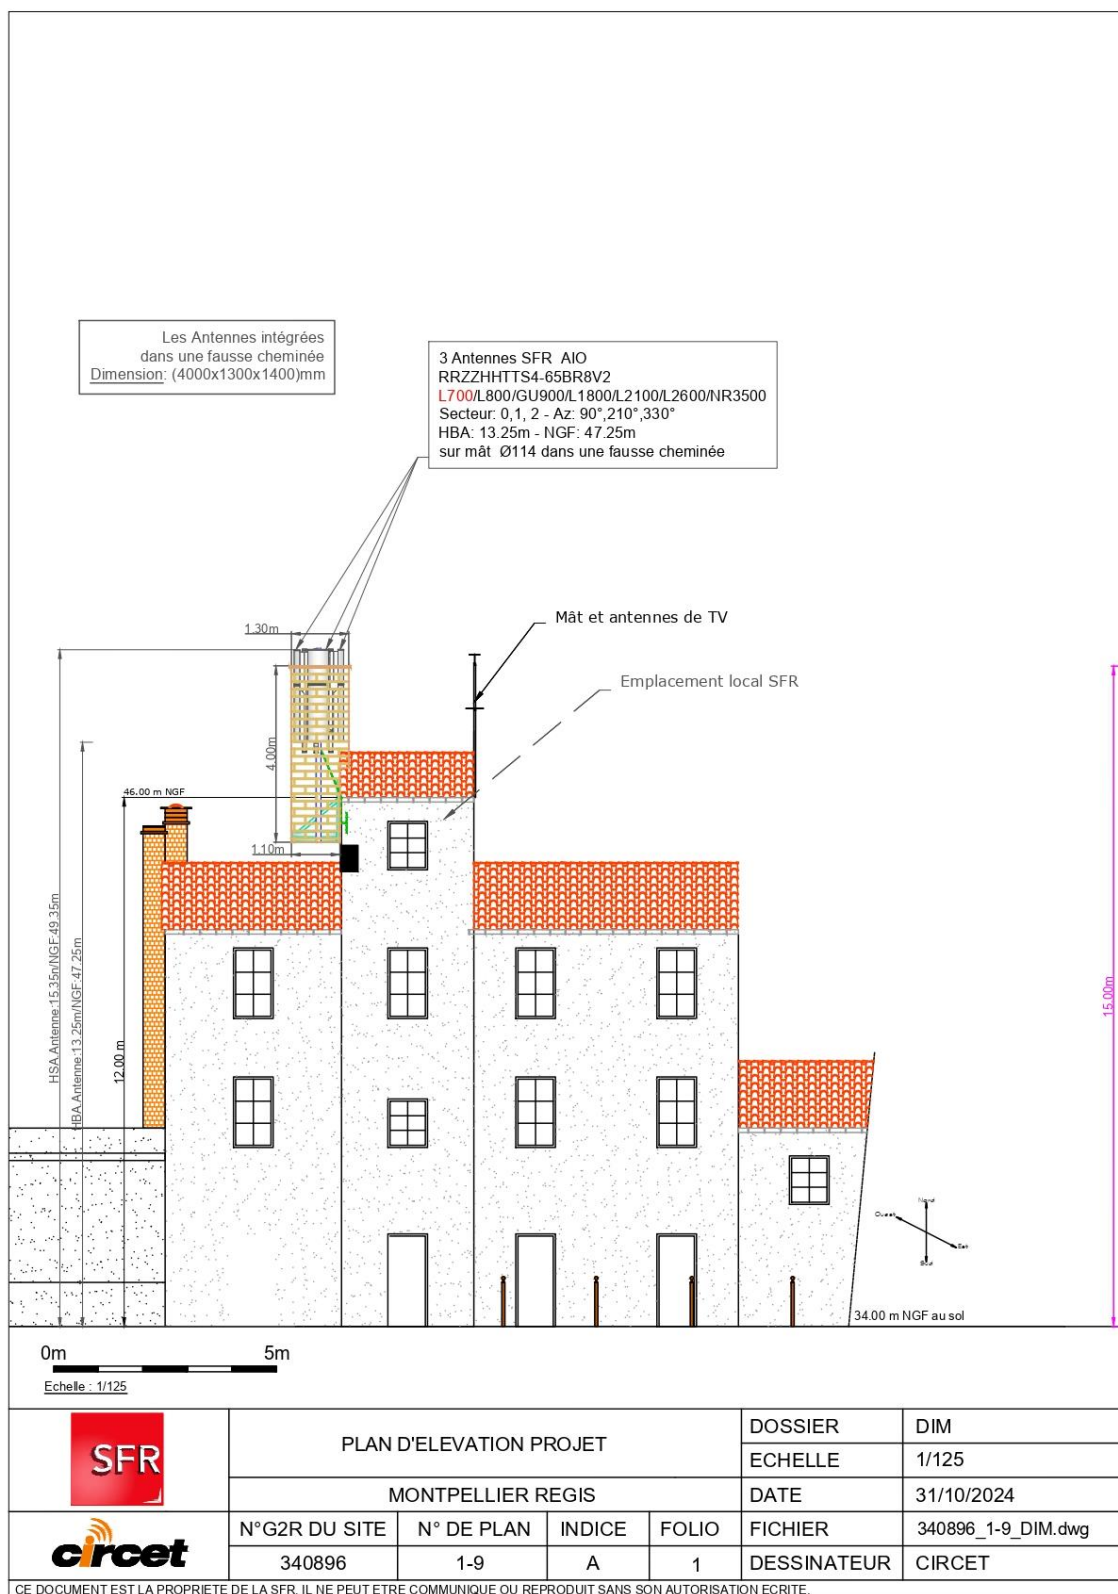 Les Antennes intégrées
dans une fausse cheminée
Dimension: (4000x1300x1400)mm
3 Antennes SFR AIO
RRZZHHTTS4-65BR8V2
L700/L800/GU900/L1800/L2100/L2600/NR3500
Secteur: 0,1, 2 - Az: 90°,210°,330°
HBA: 13.25m - NGF: 47.25m
sur mât Ø114 dans une fausse cheminée
1.30m
Mât et antennes de TV
Emplacement local SFR
4.00m
46.00 m NGF
1.10m
HSA Antenne:15.35m/NGF:49.35m
HBA Antenne:13.25m/NGF:47.25m
12.00 m
15.00m
Nord
Ouest
Est
Sud
34.00 m NGF au sol
0m 5m
Echelle : 1/125
SFR
PLAN D'ELEVATION PROJET
DOSSIER DIM
ECHELLE 1/125
MONTPELLIER REGIS
DATE 31/10/2024
circet
N°G2R DU SITE N° DE PLAN INDICE FOLIO
FICHIER 340896_1-9_DIM.dwg
340896 1-9 A 1
DESSINATEUR CIRCET
CE DOCUMENT EST LA PROPRIETE DE LA SFR. IL NE PEUT ETRE COMMUNIQUE OU REPRODUIT SANS SON AUTORISATION ECRITE.